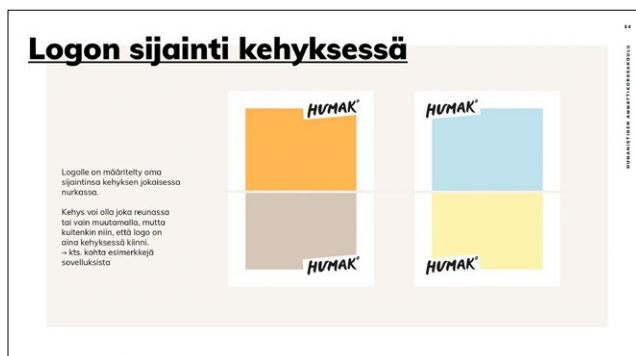 Logon sijainti kehyksessä
HUMANISTINEN AMMATTIKORKEAKOULU
HUMAK
HUMAK
Logolle on määritelty oma
sijaintinsa kehyksen jokaisessa
nurkassa.
Kehys voi olla joka reunassa
tai vain muutamalla, mutta
kuitenkin niin, että logo on
aina kehyksessä kiinni.
→ kts. kohta esimerkkejä
sovelluksista
HUMAK
HUMAK